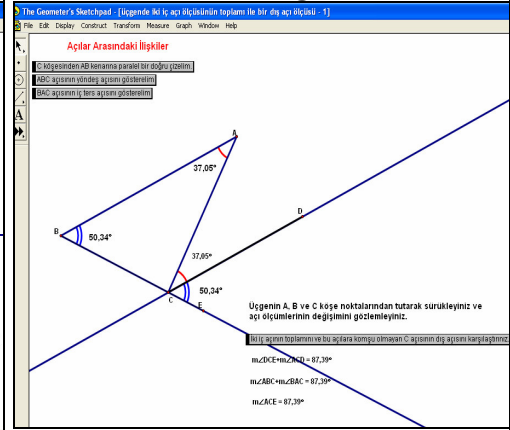 The Geometer's Sketchpad - [üçgende iki iç açı ölçüsünün toplamı ile bir dış açı ölçüsü - 1]
File Edit Display Construct Transform Measure Graph Window Help
Açılar Arasındaki İlişkiler
C köşesinden AB kenarına paralel bir doğru çizelim.
ABC açısının yöndeş açısını gösterelim
BAC açısının iç ters açısını gösterelim
A
A
37,05°
D
B
50,34°
37,05°
50,34°
C
E
Üçgenin A, B ve C köşe noktalarından tutarak sürükleyiniz ve
açı ölçümlerinin değişimini gözlemleyiniz.
İki iç açının toplamını ve bu açılara komşu olmayan C açısının dış açısını karşılaştırınız.
m∠DCE+m∠ACD = 87,39°
m∠ABC+m∠BAC = 87,39°
m∠ACE = 87,39°